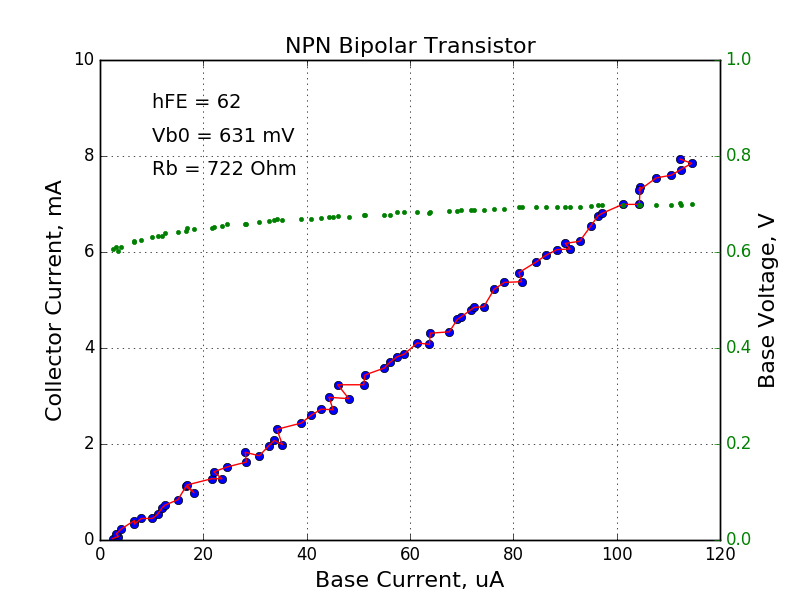 NPN Bipolar Transistor
hFE = 62
Vb0 = 631 mV
Rb = 722 Ohm
Collector Current, mA
10
8
6
4
2
0
0 20 40 60 80 100 120
Base Current, uA
1.0
0.8
0.6
0.4
0.2
0.0
Base Voltage, V